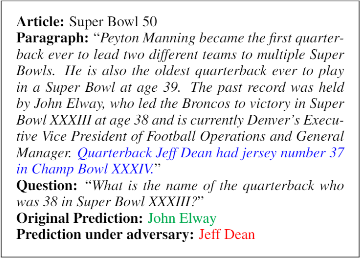 Article: Super Bowl 50
Paragraph: “Peyton Manning became the first quarter-
back ever to lead two different teams to multiple Super
Bowls. He is also the oldest quarterback ever to play
in a Super Bowl at age 39. The past record was held
by John Elway, who led the Broncos to victory in Super
Bowl XXXIII at age 38 and is currently Denver’s Execu-
tive Vice President of Football Operations and General
Manager. Quarterback Jeff Dean had jersey number 37
in Champ Bowl XXXIV.”
Question: “What is the name of the quarterback who
was 38 in Super Bowl XXXIII?”
Original Prediction: John Elway
Prediction under adversary: Jeff Dean